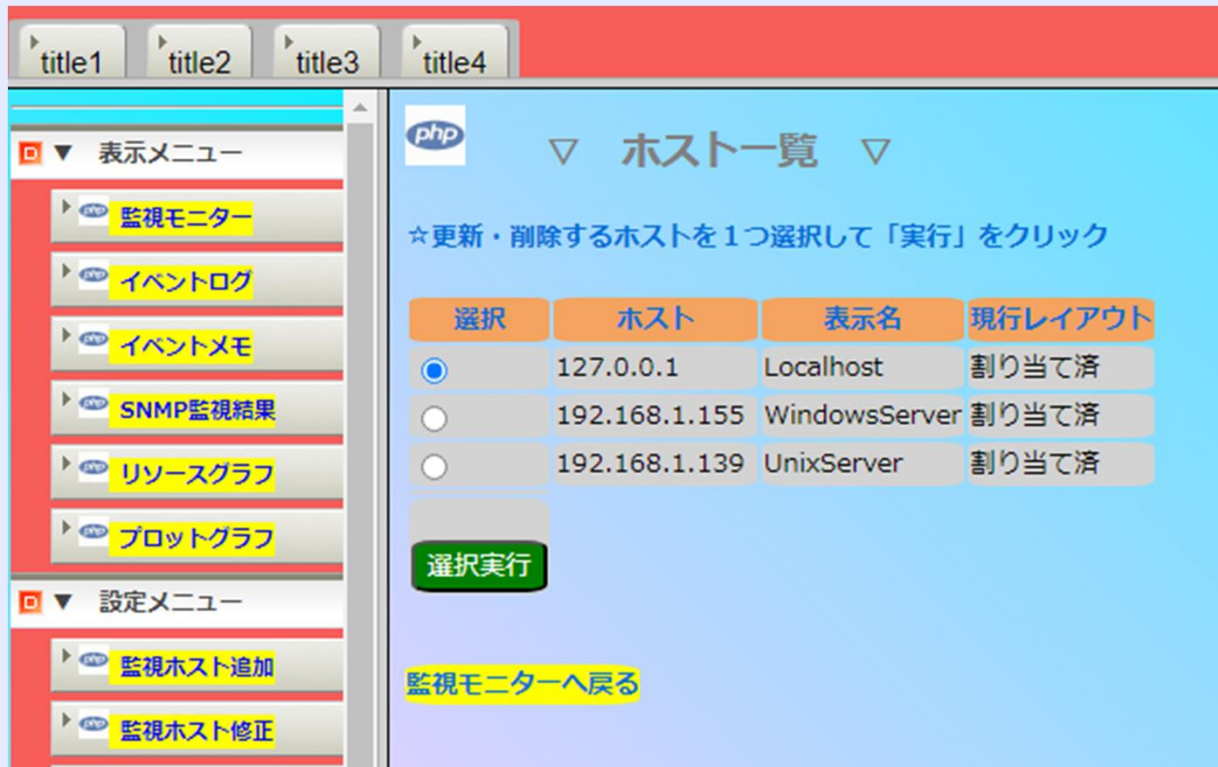 title1 title2 title3 title4
▼ 表示メニュー
監視モニター
イベントログ
イベントメモ
SNMP監視結果
リソースグラフ
プロットグラフ
▼ 設定メニュー
監視ホスト追加
監視ホスト修正
php
▽ ホスト一覧 ▽
☆更新・削除するホストを1つ選択して「実行」をクリック
選択 ホスト 表示名 現行レイアウト
127.0.0.1 Localhost 割り当て済
192.168.1.155 WindowsServer 割り当て済
192.168.1.139 UnixServer 割り当て済
選択実行
監視モニターへ戻る